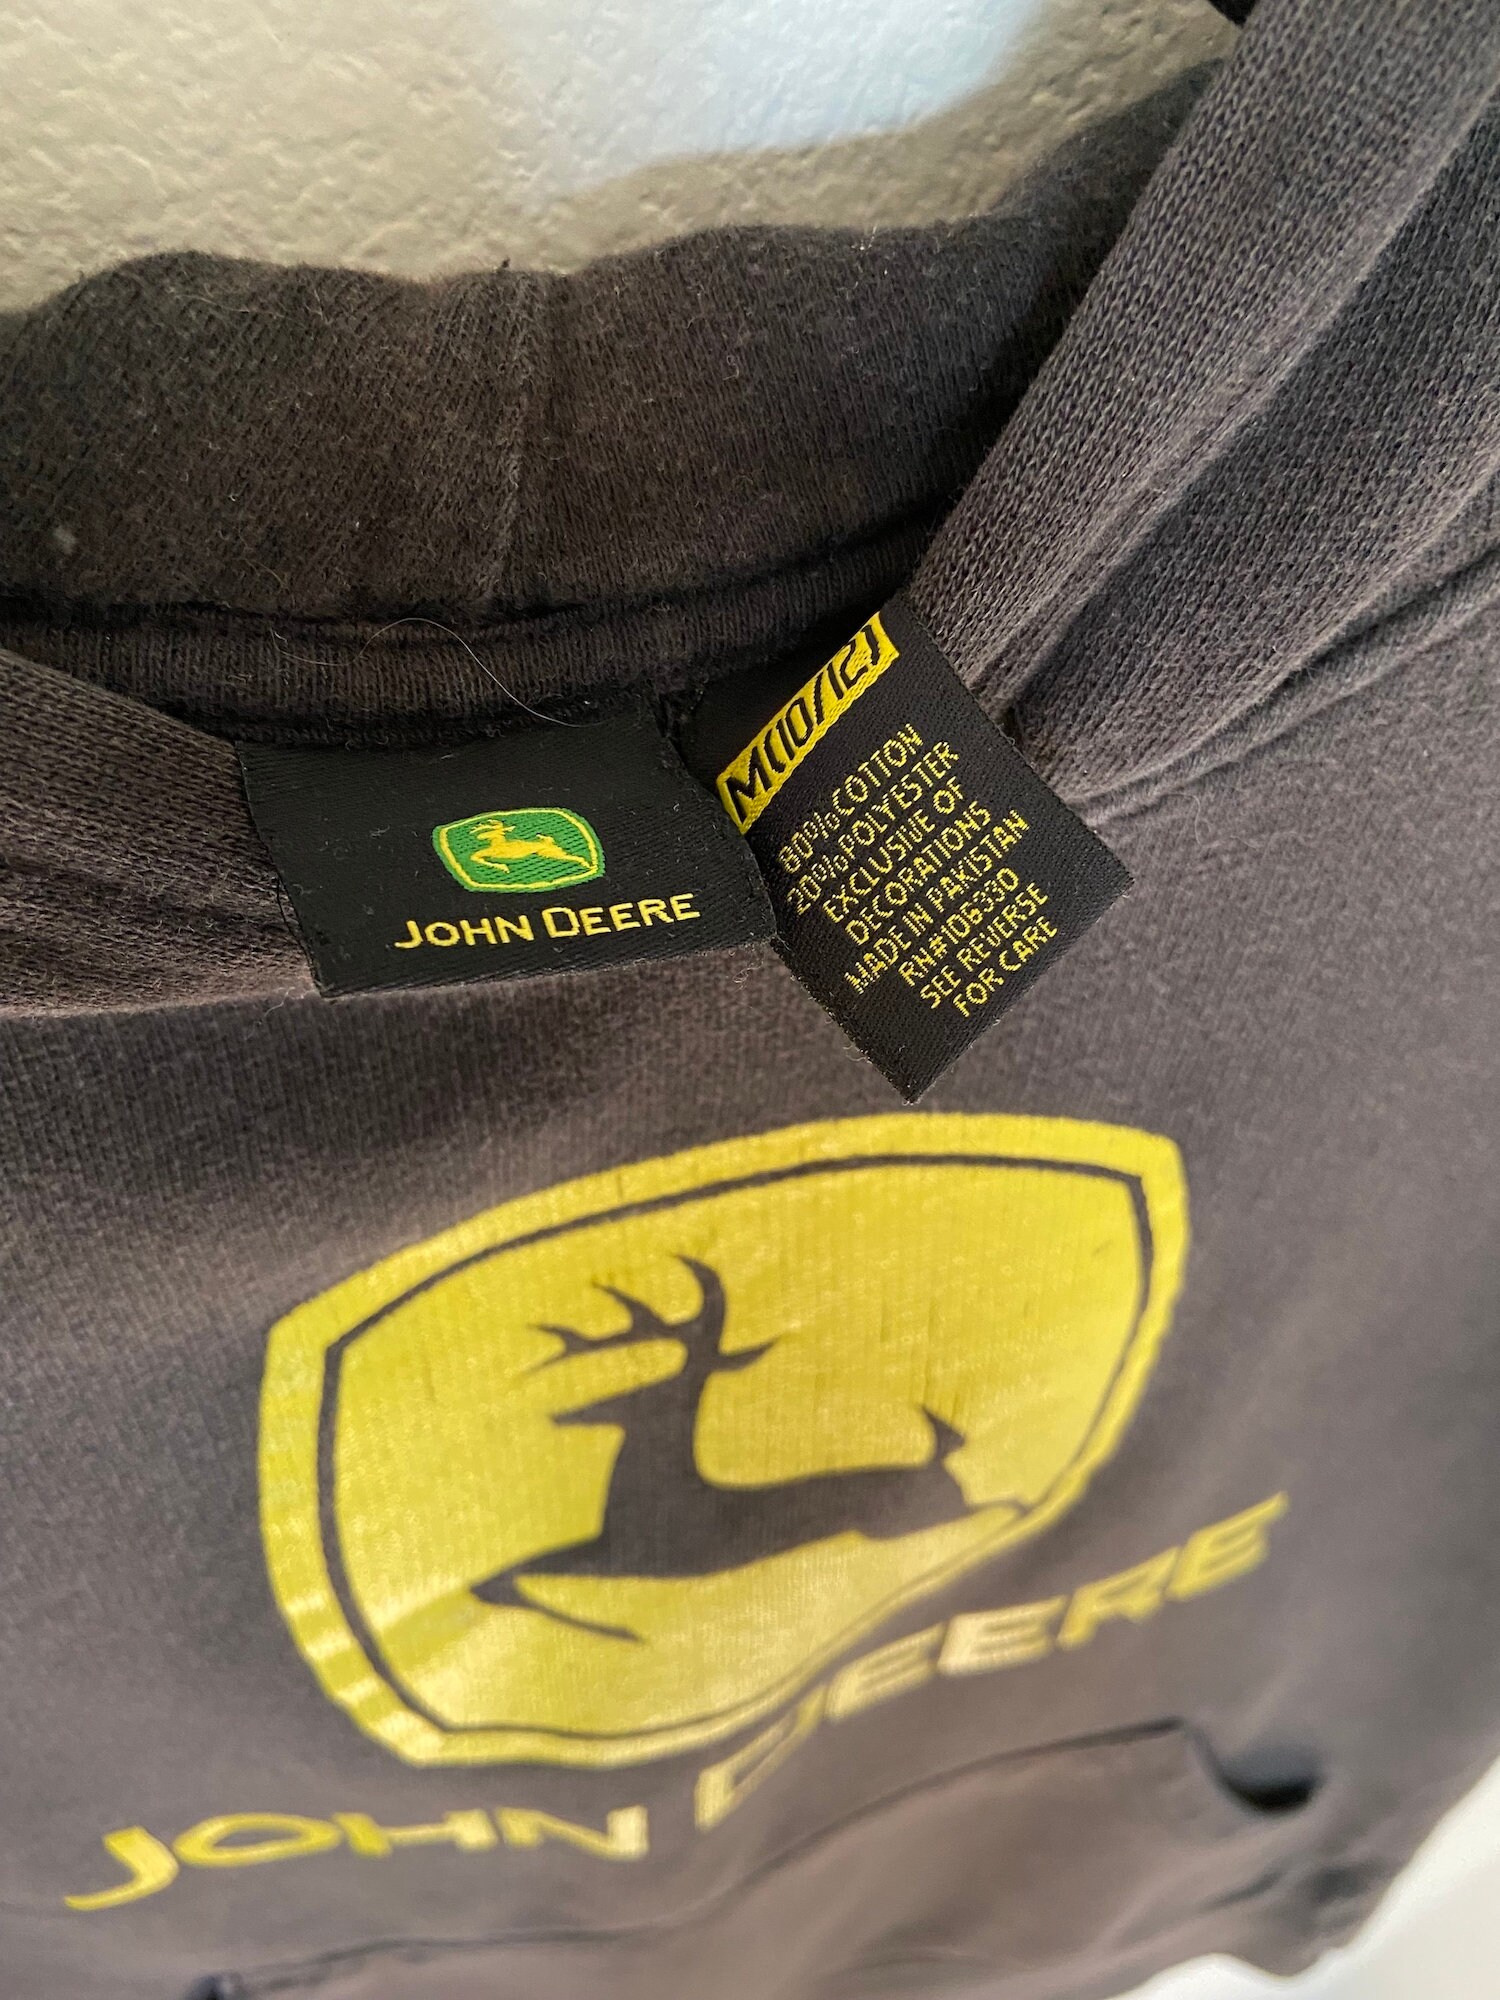 JOHN DEERE
M(10/12)
80% COTTON
20% POLYESTER
EXCLUSIVE OF
DECORATIONS
MADE IN PAKISTAN
RN#106330
SEE REVERSE
FOR CARE
JOHN DEERE